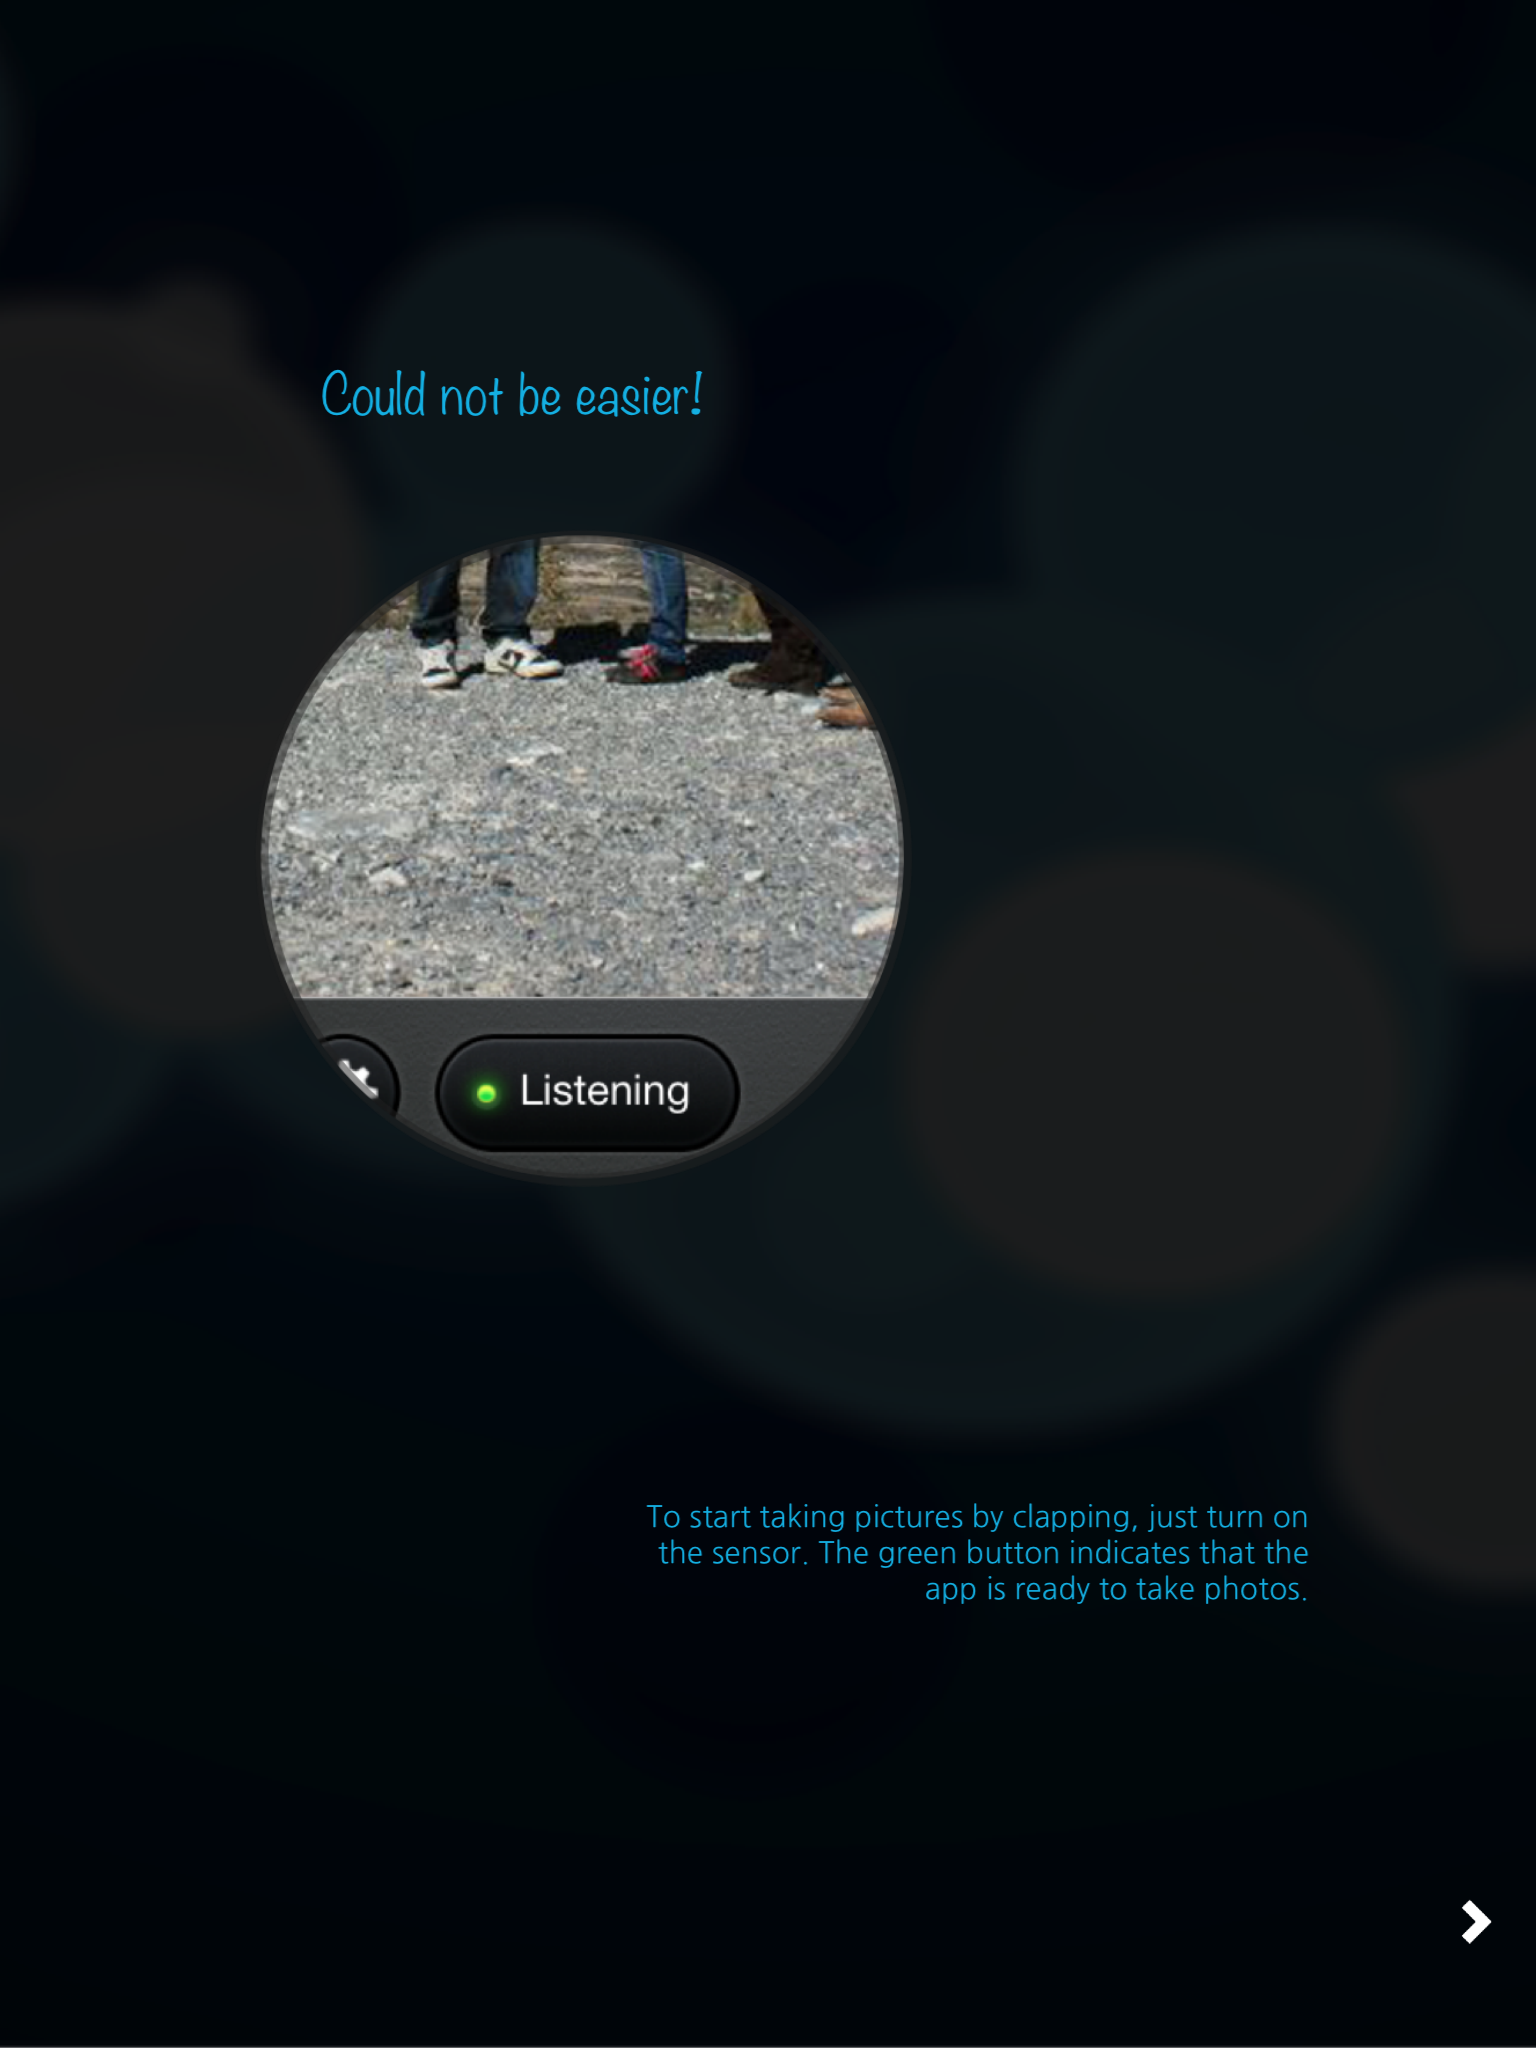 Could not be easier!
Listening
To start taking pictures by clapping, just turn on
the sensor. The green button indicates that the
app is ready to take photos.